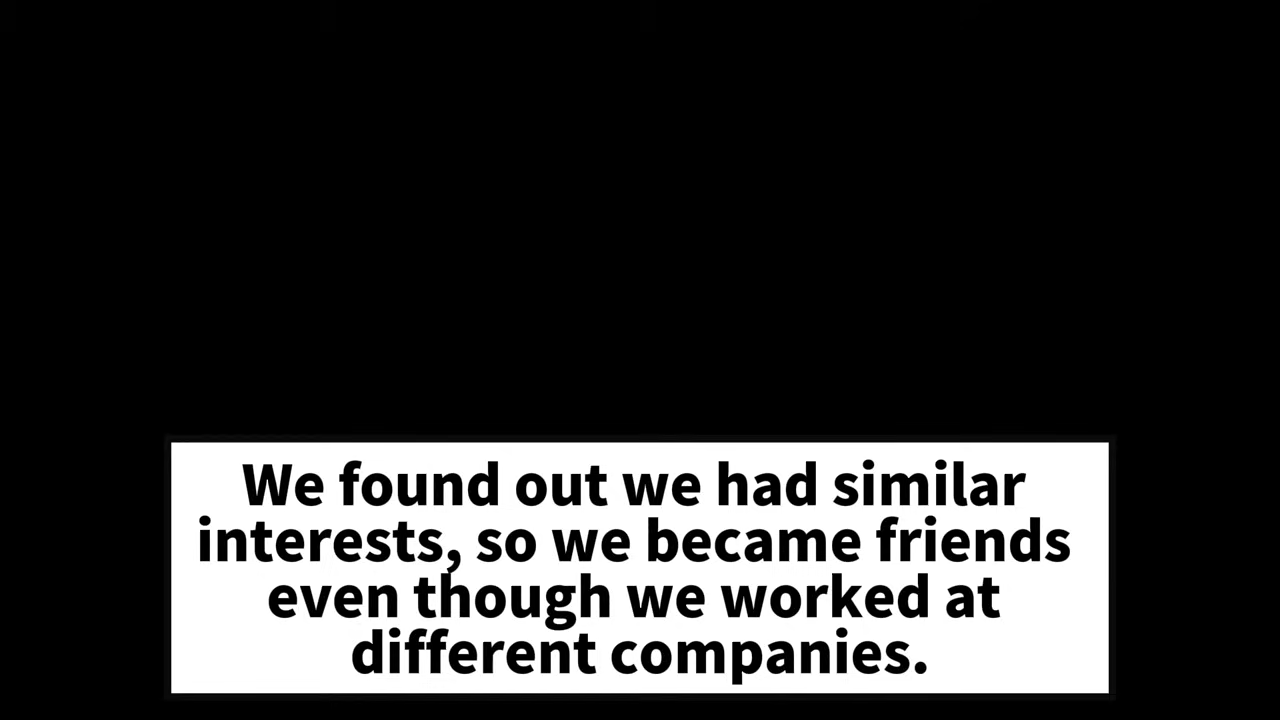 We found out we had similar
interests, so we became friends
even though we worked at
different companies.